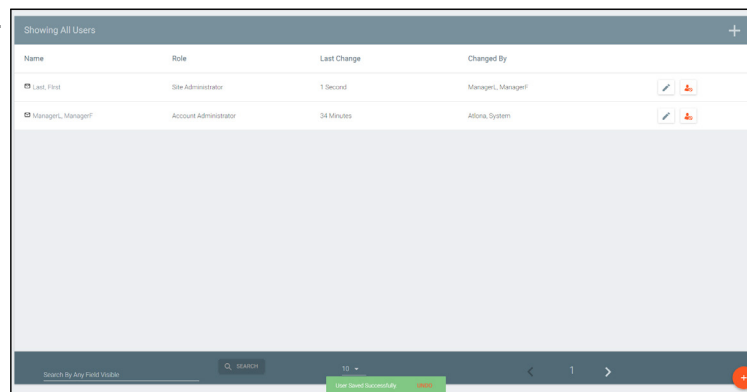 Showing All Users
Name Role Last Change Changed By
Last, First Site Administrator 1 Second ManagerL, ManagerF
ManagerL, ManagerF Account Administrator 34 Minutes Atlona, System
Search By Any Field Visible SEARCH 10 1
User Saved Successfully UNDO